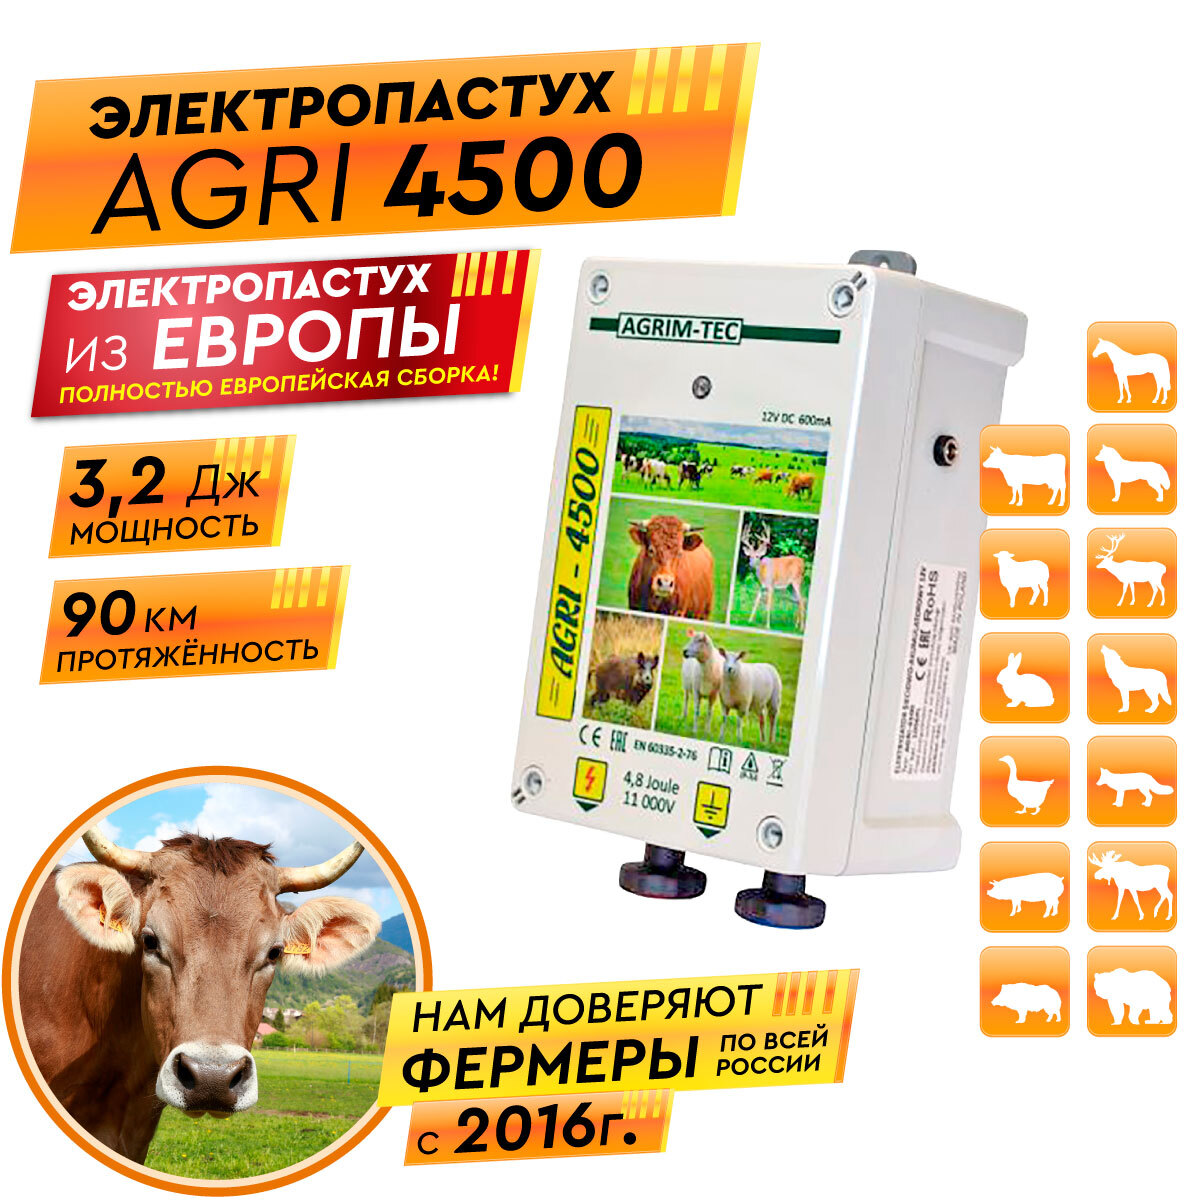 ЭЛЕКТРОПАСТУХ
AGRI 4500
ЭЛЕКТРОПАСТУХ
ИЗ ЕВРОПЫ
ПОЛНОСТЬЮ ЕВРОПЕЙСКАЯ СБОРКА!
3,2 Дж
МОЩНОСТЬ
90 КМ
ПРОТЯЖЁННОСТЬ
AGRIM-TEC
12V DC 600mA
AGRI - 4500
CE EAC EN 60335-2-76
4,8 Joule
11 000V
CE EAC RoHS
НАМ ДОВЕРЯЮТ
ФЕРМЕРЫ ПО ВСЕЙ
РОССИИ
С 2016г.